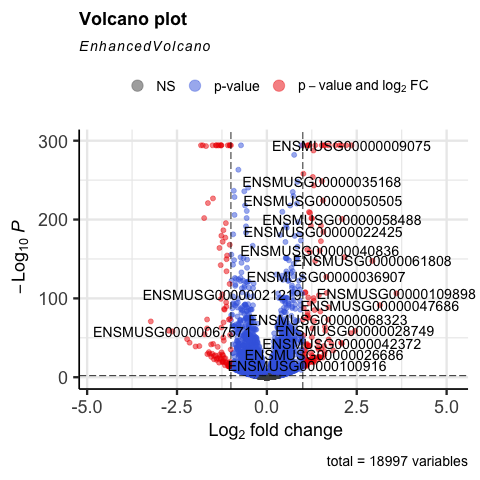 Volcano plot
EnhancedVolcano
NS p-value p − value and log2 FC
−Log10 P
300
200
100
0
ENSMUSG00000009075
ENSMUSG00000035168
ENSMUSG00000050505
ENSMUSG00000058488
ENSMUSG00000022425
ENSMUSG00000040836
ENSMUSG00000061808
ENSMUSG00000036907
ENSMUSG00000021219
ENSMUSG00000109898
ENSMUSG00000047686
ENSMUSG00000068323
ENSMUSG00000067571
ENSMUSG00000028749
ENSMUSG00000042372
ENSMUSG00000026686
ENSMUSG00000100916
-5.0 -2.5 0.0 2.5 5.0
Log2 fold change
total = 18997 variables